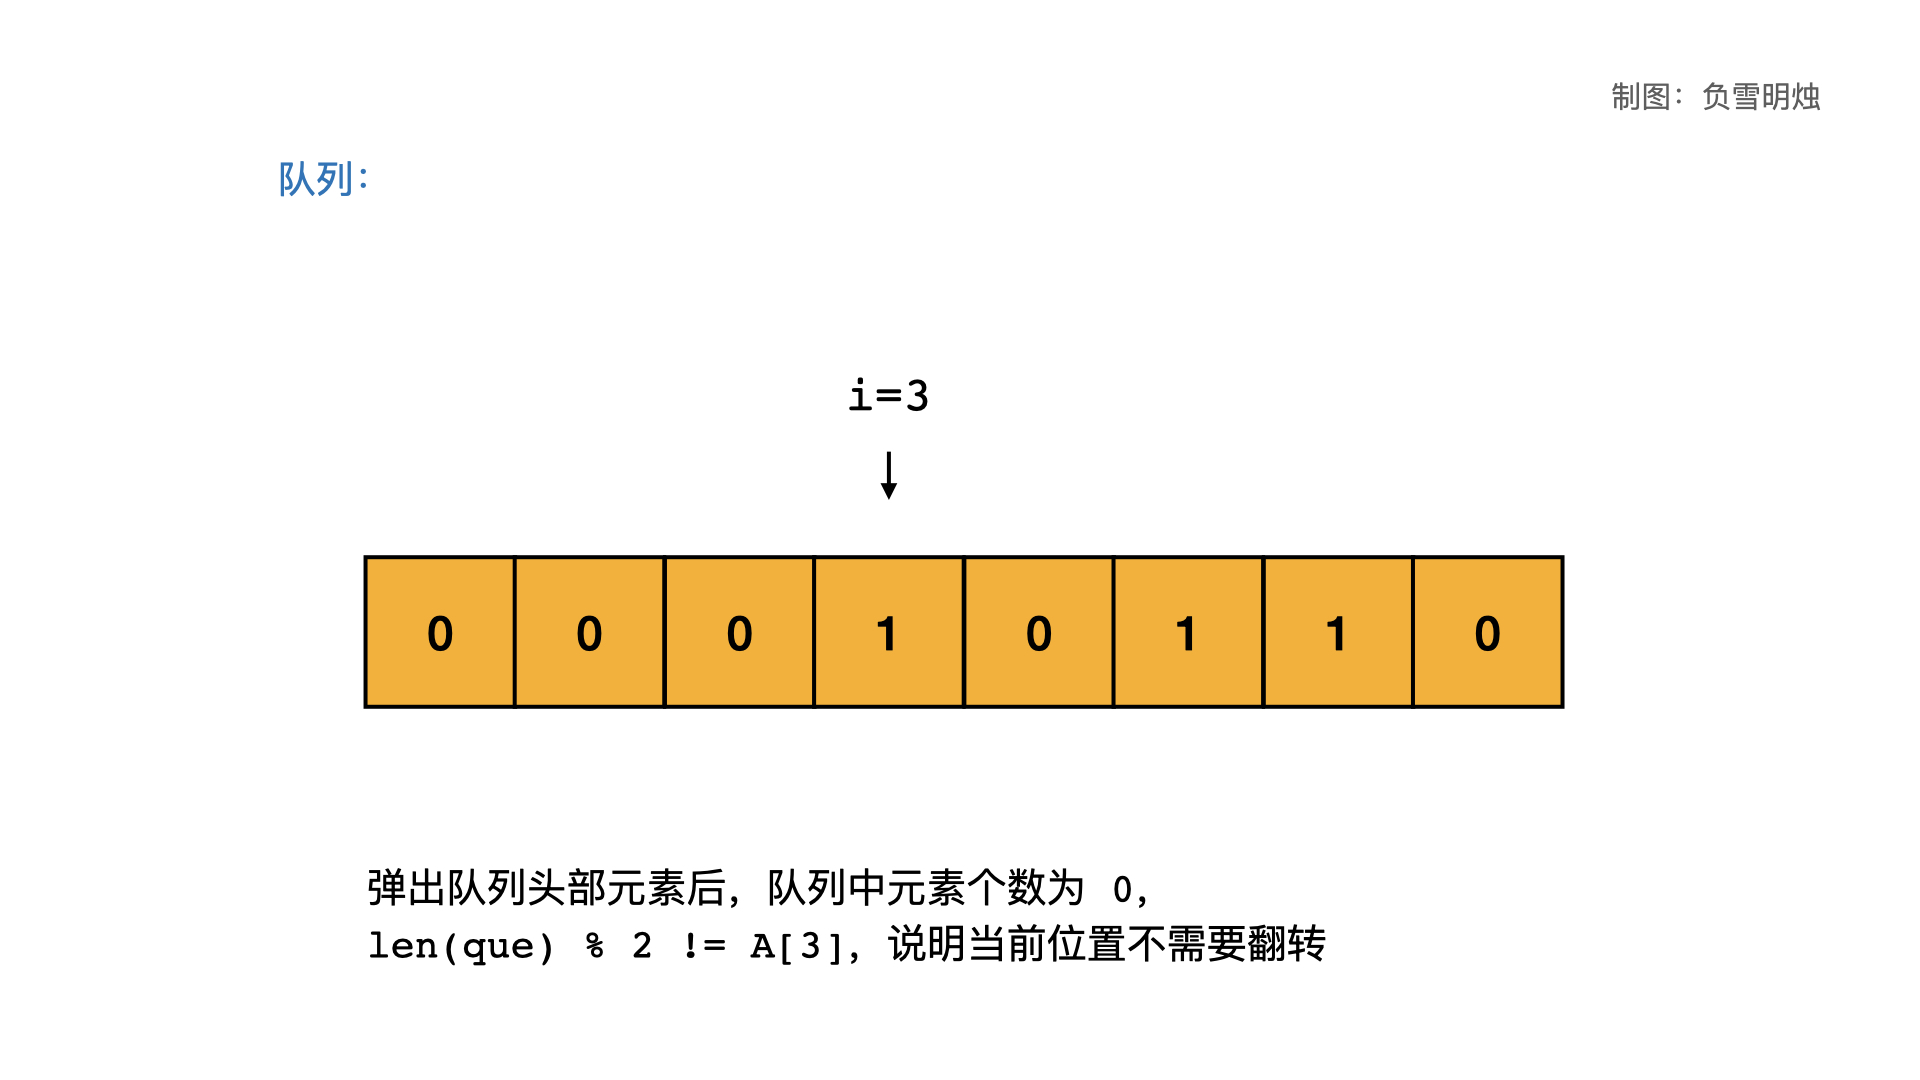 制图：负雪明烛
队列：
i=3
0 0 0 1 0 1 1 0
弹出队列头部元素后，队列中元素个数为 0，
len(que) % 2 != A[3]，说明当前位置不需要翻转